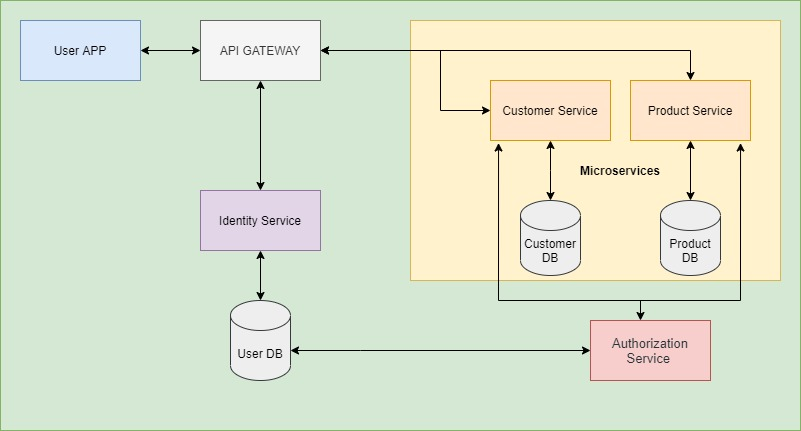 User APP
API GATEWAY
Customer Service
Product Service
Microservices
Identity Service
Customer
DB
Product
DB
User DB
Authorization
Service